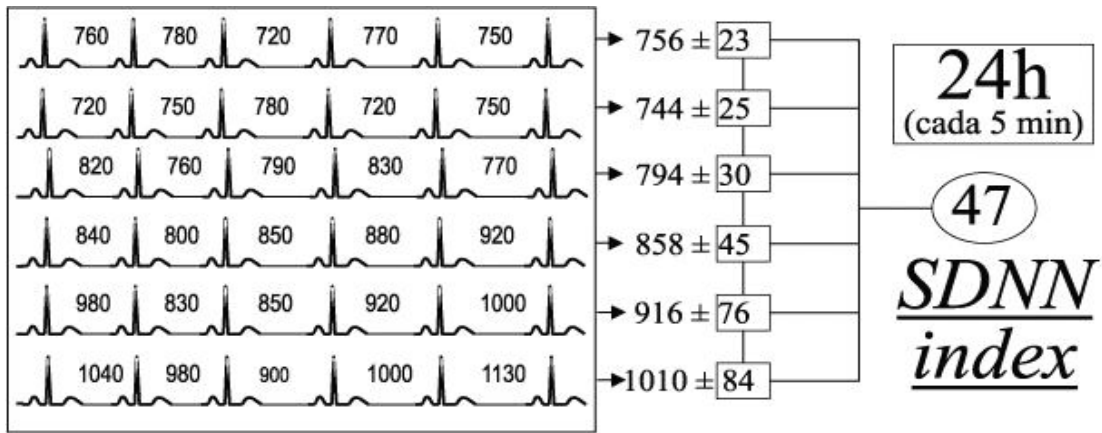 760 780 720 770 750 756 ± 23
720 750 780 720 750 744 ± 25
820 760 790 830 770 794 ± 30
840 800 850 880 920 858 ± 45
980 830 850 920 1000 916 ± 76
1040 980 900 1000 1130 1010 ± 84
24h
(cada 5 min)
47
SDNN
index